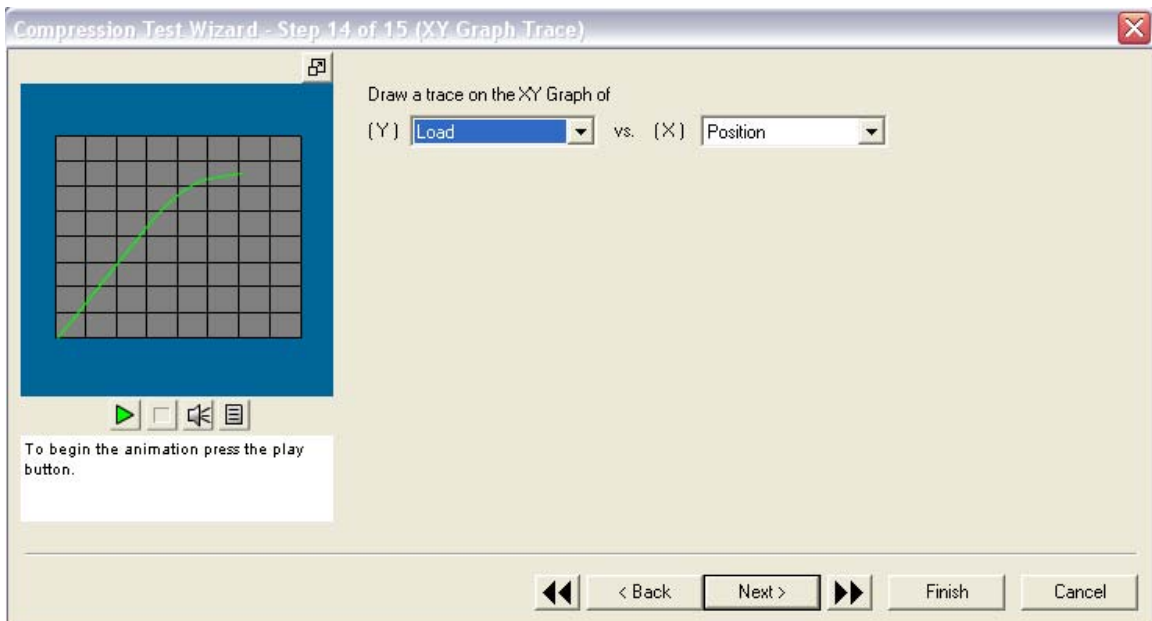 Compression Test Wizard - Step 14 of 15 (XY Graph Trace)
Draw a trace on the XY Graph of
(Y) Load vs. (X) Position
To begin the animation press the play
button.
< Back Next > Finish Cancel